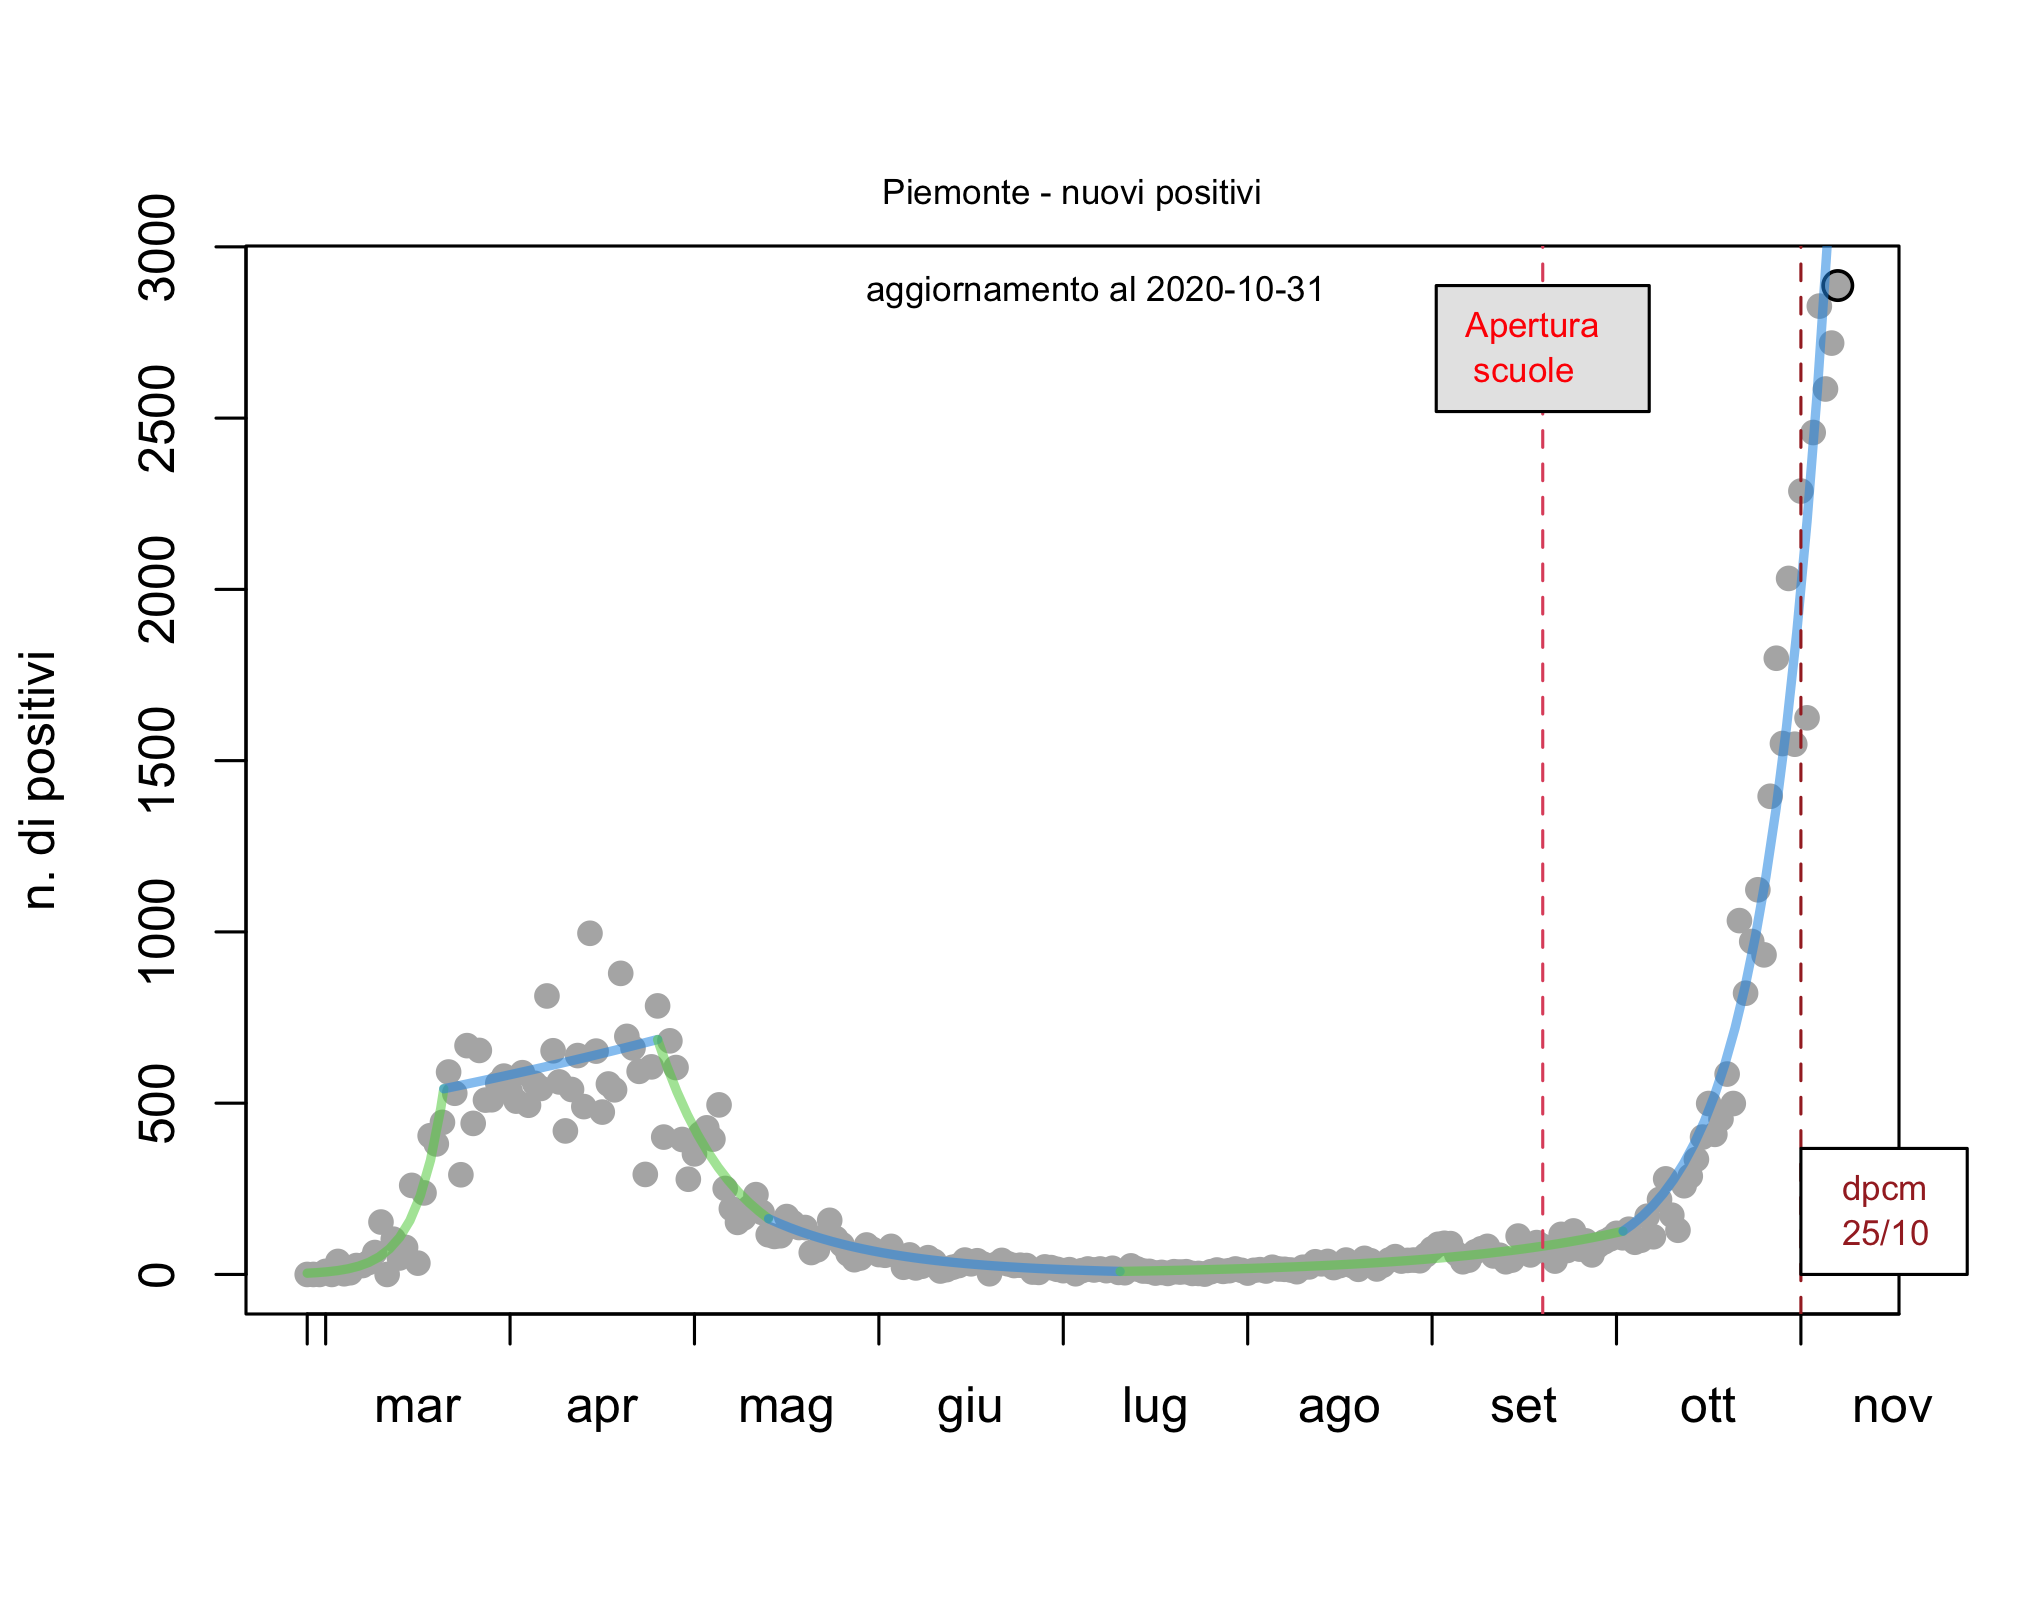 Piemonte - nuovi positivi
aggiornamento al 2020-10-31
Apertura
scuole
dpcm
25/10
n. di positivi
3000
2500
2000
1500
1000
500
0
mar apr mag giu lug ago set ott nov